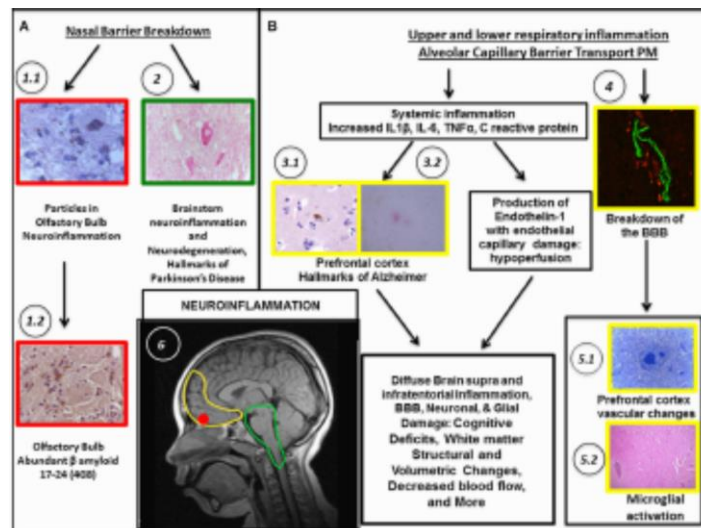 A
Nasal Barrier Breakdown
1.1
2
Particles in
Olfactory Bulb
Neuroinflammation
Brainstem
neuroinflammation
and
Neurodegeneration,
Hallmarks of
Parkinson's Disease
1.2
Olfactory Bulb
Abundant β amyloid
17-24 (4G8)
B
Upper and lower respiratory inflammation
Alveolar Capillary Barrier Transport PM
4
Systemic inflammation
Increased IL1β, IL-6, TNFα, C reactive protein
3.1
3.2
Prefrontal cortex
Hallmarks of Alzheimer
Production of
Endothelin-1
with endothelial
capillary damage:
hypoperfusion
Breakdown of
the BBB
NEUROINFLAMMATION
6
Diffuse Brain supra and
infratentorial inflammation,
BBB, Neuronal, & Glial
Damage: Cognitive
Deficits, White matter
Structural and
Volumetric Changes,
Decreased blood flow,
and More
5.1
Prefrontal cortex
vascular changes
5.2
Microglial
activation